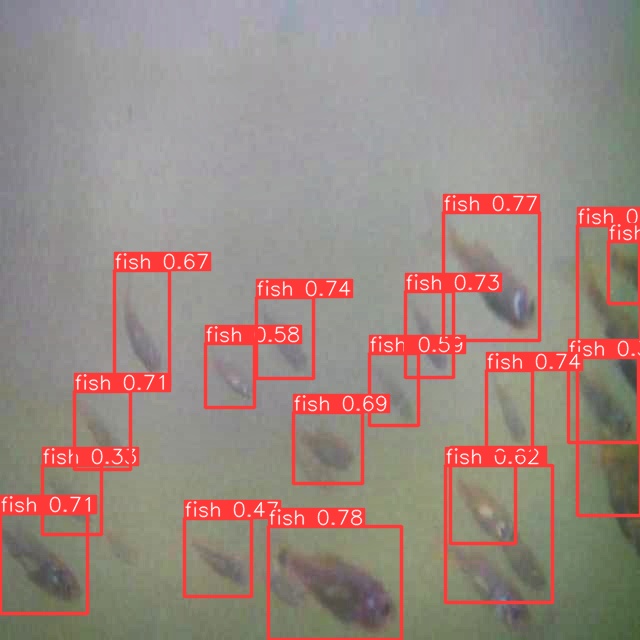 fish 0.77
fish 0.
fish
fish 0.67
fish 0.73
fish 0.74
fish 0.58
fish 0.59
fish 0.
fish 0.74
fish 0.71
fish 0.69
fish 0.33
fish 0.62
fish 0.71
fish 0.47
fish 0.78